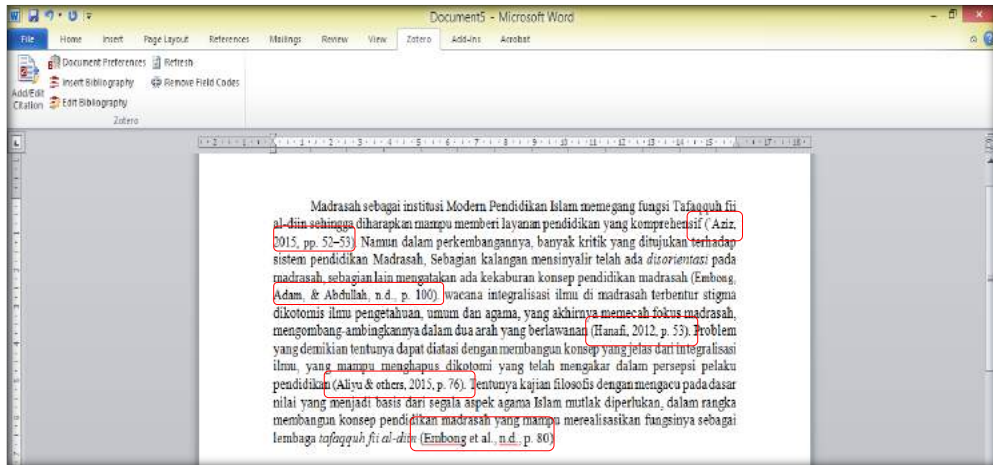 Document5 - Microsoft Word
File Home Insert Page Layout References Mailings Review View Zotero Add-Ins Acrobat
Add/Edit Citation
Document Preferences Refresh
Insert Bibliography Remove Field Codes
Edit Bibliography
Zotero
Madrasah sebagai institusi Modern Pendidikan Islam memegang fungsi Tafaqquh fii
al-diin sehingga diharapkan mampu memberi layanan pendidikan yang komprehensif ( Aziz,
2015, pp. 52–53). Namun dalam perkembangannya, banyak kritik yang ditujukan terhadap
sistem pendidikan Madrasah, Sebagian kalangan mensinyalir telah ada disorientasi pada
madrasah, sebagian lain mengatakan ada kekaburan konsep pendidikan madrasah (Embong,
Adam, & Abdullah, n.d., p. 100). wacana integralisasi ilmu di madrasah terbentur stigma
dikotomis ilmu pengetahuan, umum dan agama, yang akhirnya memecah fokus madrasah,
mengombang-ambingkannya dalam dua arah yang berlawanan (Hanafi, 2012, p. 53). Problem
yang demikian tentunya dapat diatasi dengan membangun konsep yang jelas dari integralisasi
ilmu, yang mampu menghapus dikotomi yang telah mengakar dalam persepsi pelaku
pendidikan (Aliyu & others, 2015, p. 76). Tentunya kajian filosofis dengan mengacu pada dasar
nilai yang menjadi basis dari segala aspek agama Islam mutlak diperlukan, dalam rangka
membangun konsep pendidikan madrasah yang mampu merealisasikan fungsinya sebagai
lembaga tafaqquh fii al-diin (Embong et al., n.d., p. 80)